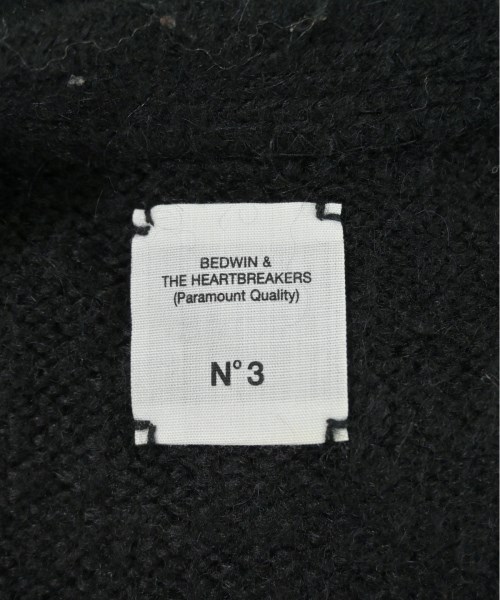 BEDWIN &
THE HEARTBREAKERS
(Paramount Quality)
N° 3